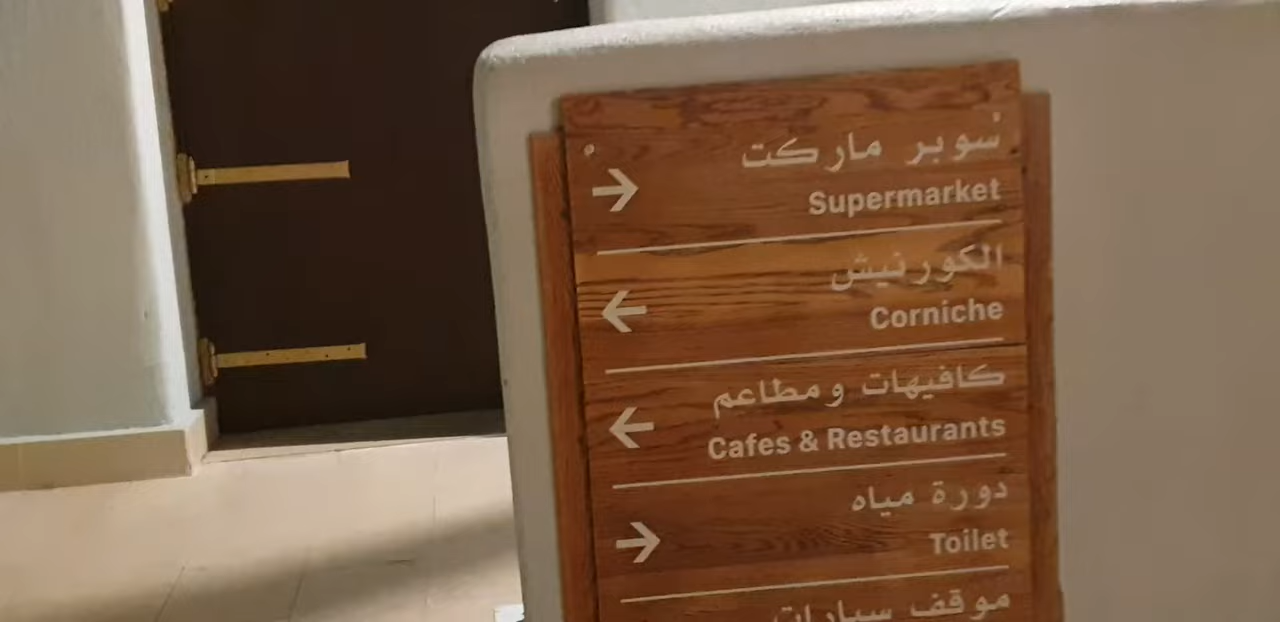 سوبر ماركت
Supermarket
الكورنيش
Corniche
كافيهات ومطاعم
Cafes & Restaurants
دورة مياه
Toilet
موقف سيارات